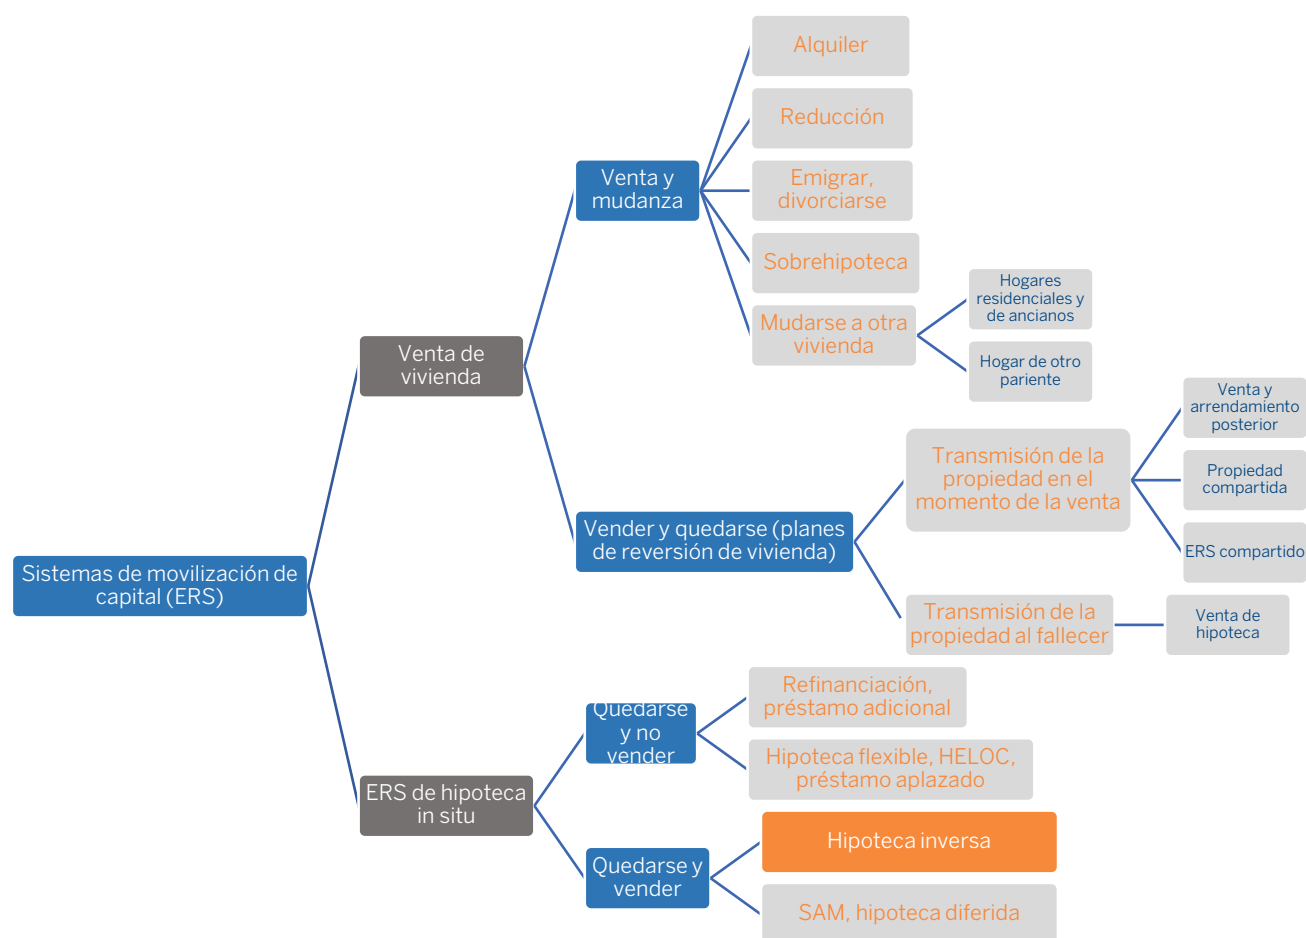 Alquiler
Reducción
Emigrar,
divorciarse
Venta y
mudanza
Sobrehipoteca
Mudarse a otra
vivienda
Hogares
residenciales y
de ancianos
Hogar de otro
pariente
Venta de
vivienda
Venta y
arrendamiento
posterior
Transmisión de la
propiedad en el
momento de la venta
Propiedad
compartida
ERS compartido
Vender y quedarse (planes
de reversión de vivienda)
Transmisión de la
propiedad al fallecer
Venta de
hipoteca
Sistemas de movilización de
capital (ERS)
Refinanciación,
préstamo adicional
Quedarse
y no
vender
Hipoteca flexible, HELOC,
préstamo aplazado
ERS de hipoteca
in situ
Hipoteca inversa
Quedarse y
vender
SAM, hipoteca diferida